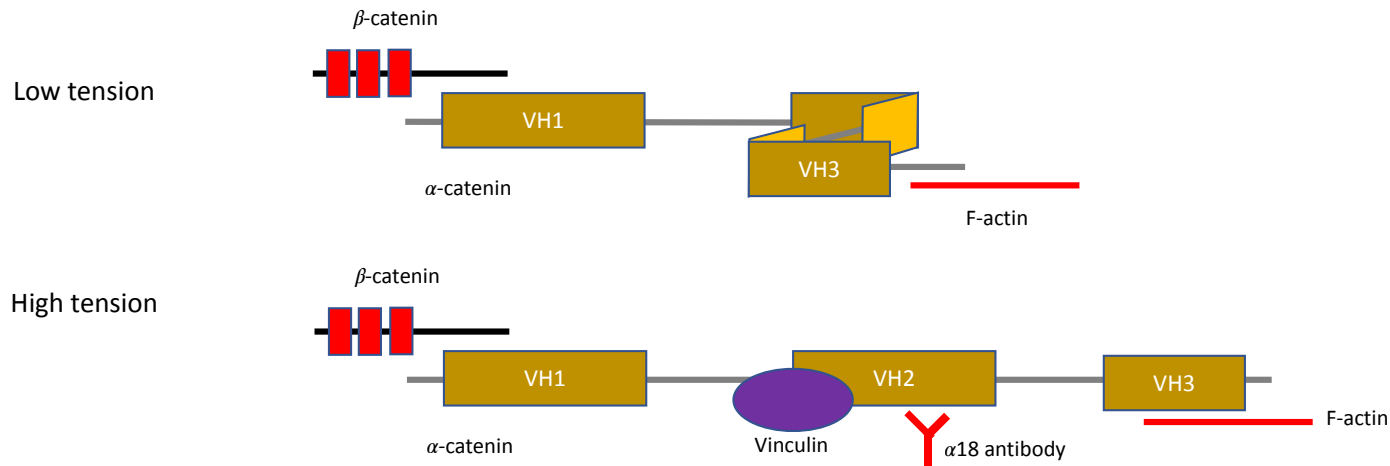 β-catenin
Low tension
VH1
VH3
α-catenin
F-actin
β-catenin
High tension
VH1
VH2
VH3
F-actin
α-catenin
Vinculin
α18 antibody